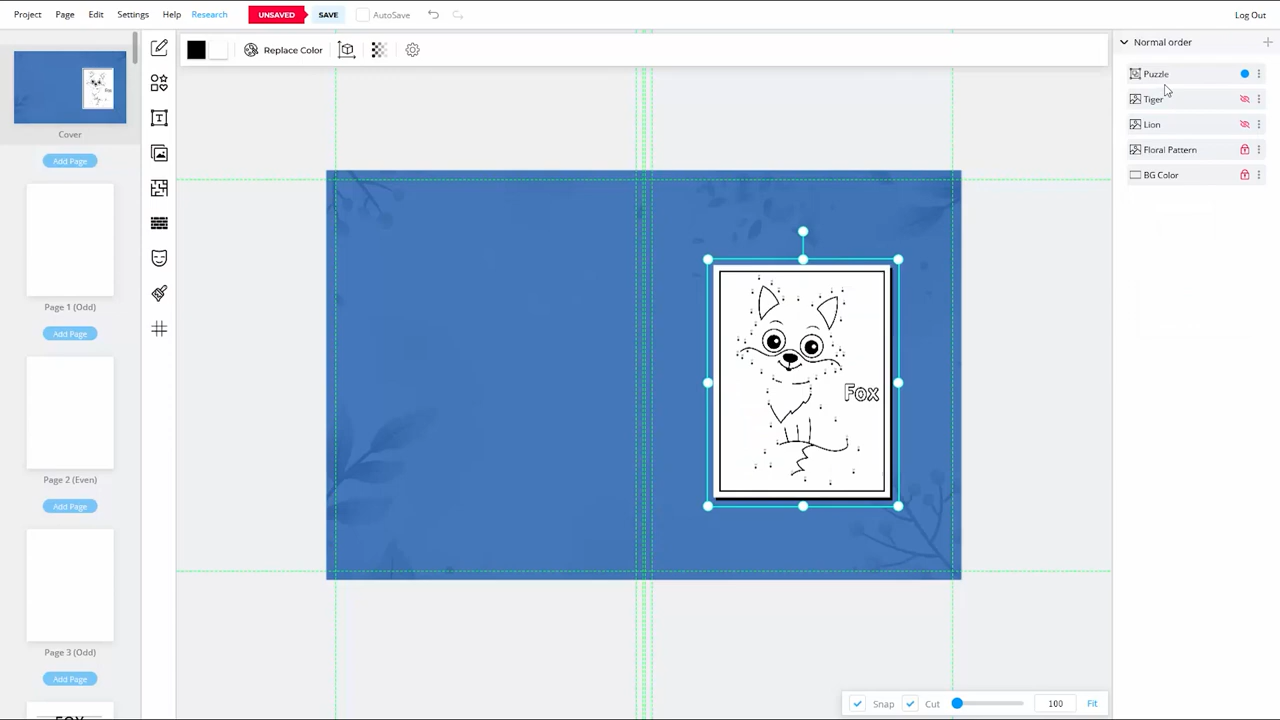 Project Page Edit Settings Help Research UNSAVED SAVE AutoSave Log Out
Replace Color
Normal order
Puzzle
Tiger
Lion
Floral Pattern
BG Color
Cover
Add Page
Page 1 (Odd)
Add Page
Page 2 (Even)
Add Page
Page 3 (Odd)
Add Page
FOX
Fox
Snap Cut 100 Fit